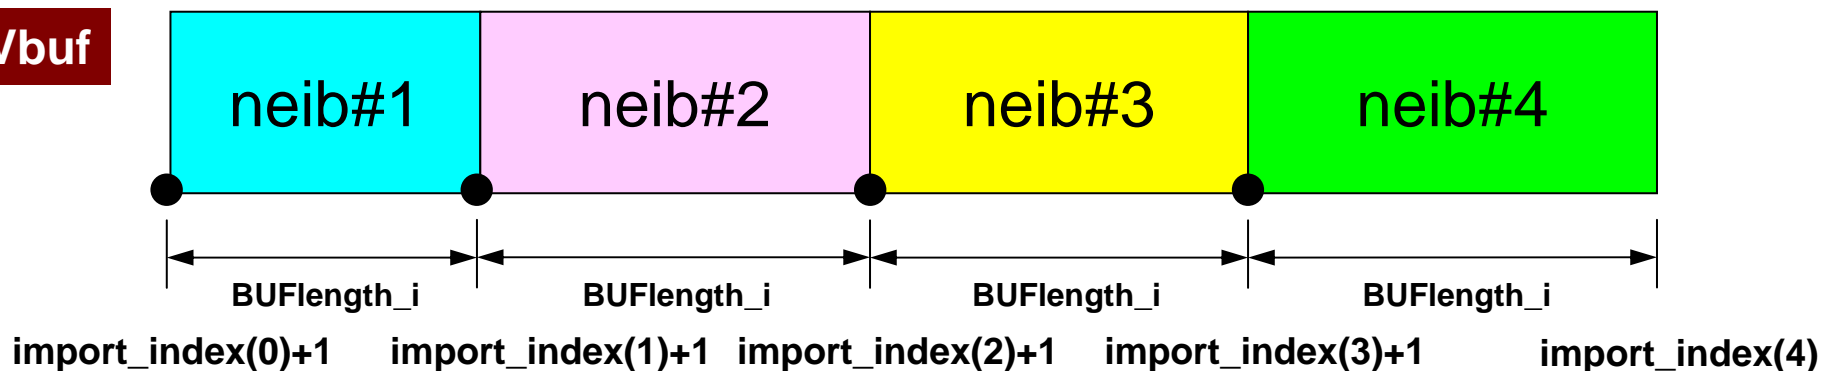 Vbuf
neib#1 neib#2 neib#3 neib#4
BUFlength_i BUFlength_i BUFlength_i BUFlength_i
import_index(0)+1 import_index(1)+1 import_index(2)+1 import_index(3)+1 import_index(4)